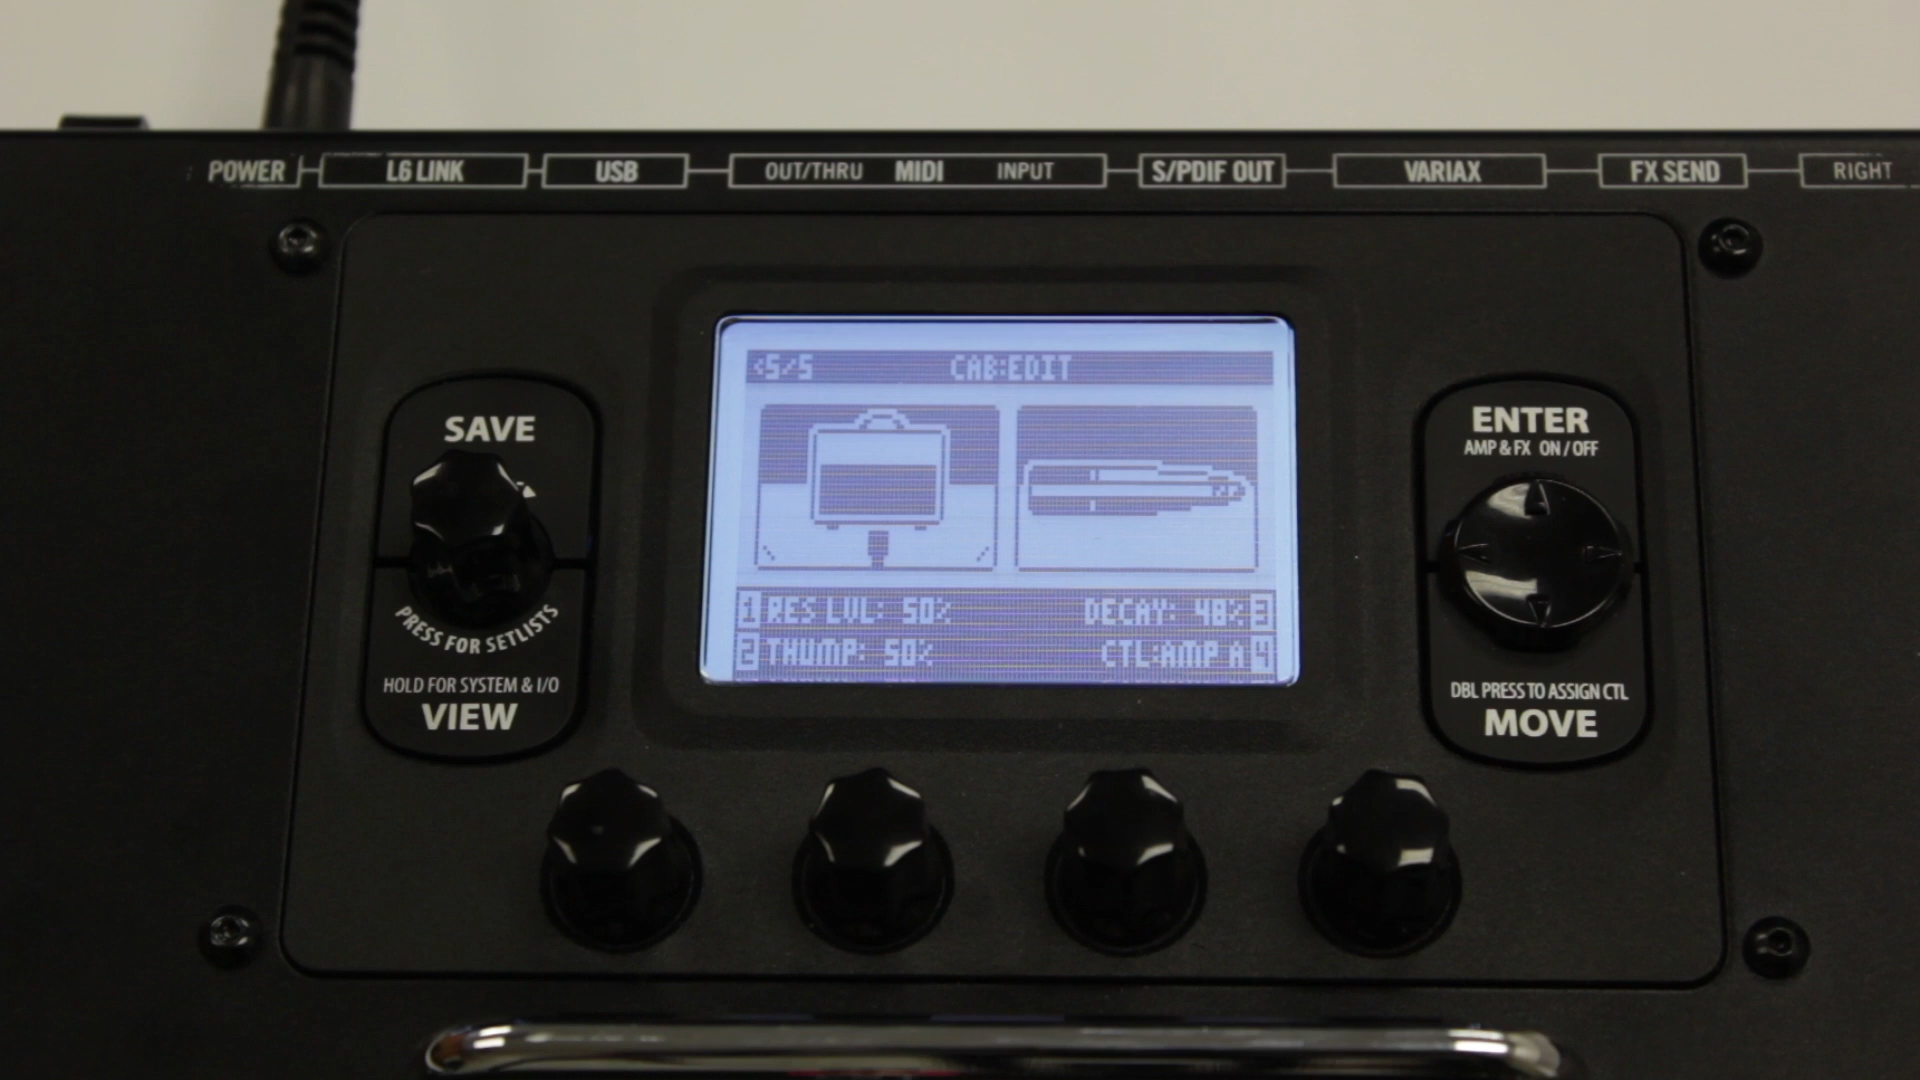 POWER L6 LINK USB OUT/THRU MIDI INPUT S/PDIF OUT VARIAX FX SEND RIGHT
<5/5 CAB:EDIT
SAVE
PRESS FOR SETLISTS
HOLD FOR SYSTEM & I/O
VIEW
1 RES LVL: 50% DECAY: 48% 3
2 THUMP: 50% CTL:AMP A 4
ENTER
AMP & FX ON / OFF
DBL PRESS TO ASSIGN CTL
MOVE